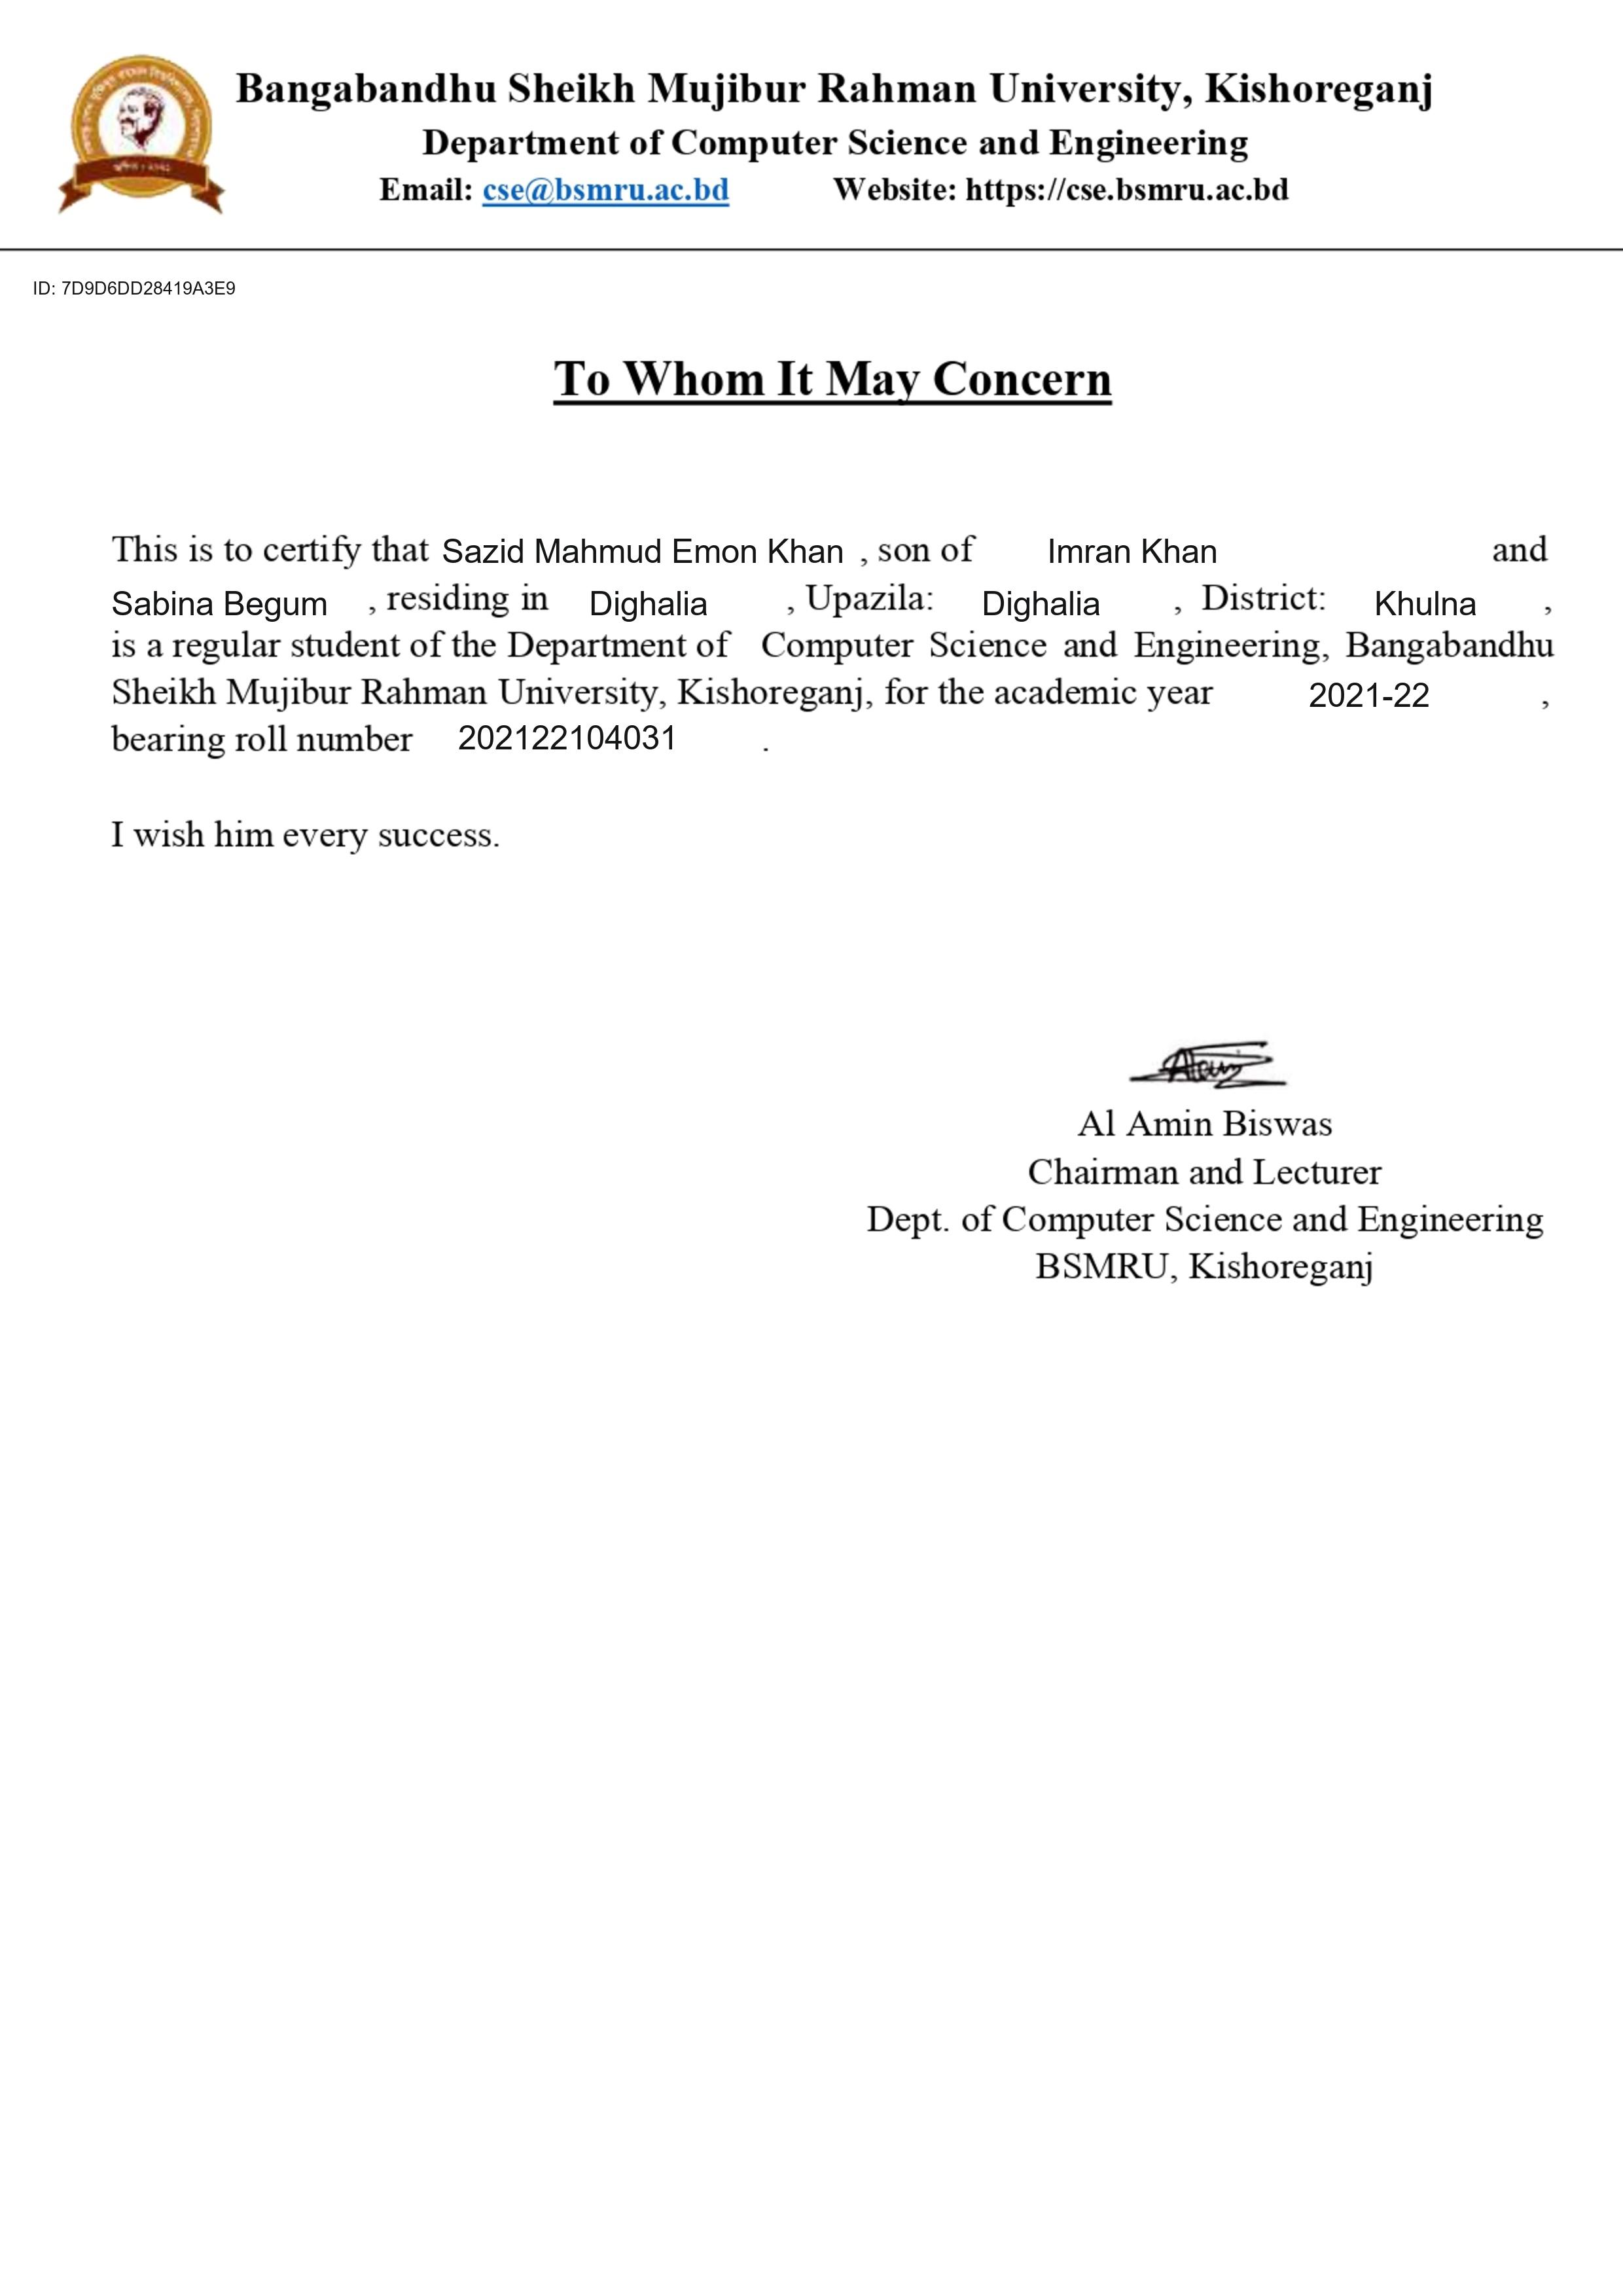 Bangabandhu Sheikh Mujibur Rahman University, Kishoreganj
Department of Computer Science and Engineering
Email: cse@bsmru.ac.bd Website: https://cse.bsmru.ac.bd
ID: 7D9D6DD28419A3E9
To Whom It May Concern
This is to certify that Sazid Mahmud Emon Khan , son of Imran Khan and
Sabina Begum , residing in Dighalia , Upazila: Dighalia , District: Khulna ,
is a regular student of the Department of Computer Science and Engineering, Bangabandhu
Sheikh Mujibur Rahman University, Kishoreganj, for the academic year 2021-22 ,
bearing roll number 202122104031 .
I wish him every success.
Al Amin Biswas
Chairman and Lecturer
Dept. of Computer Science and Engineering
BSMRU, Kishoreganj